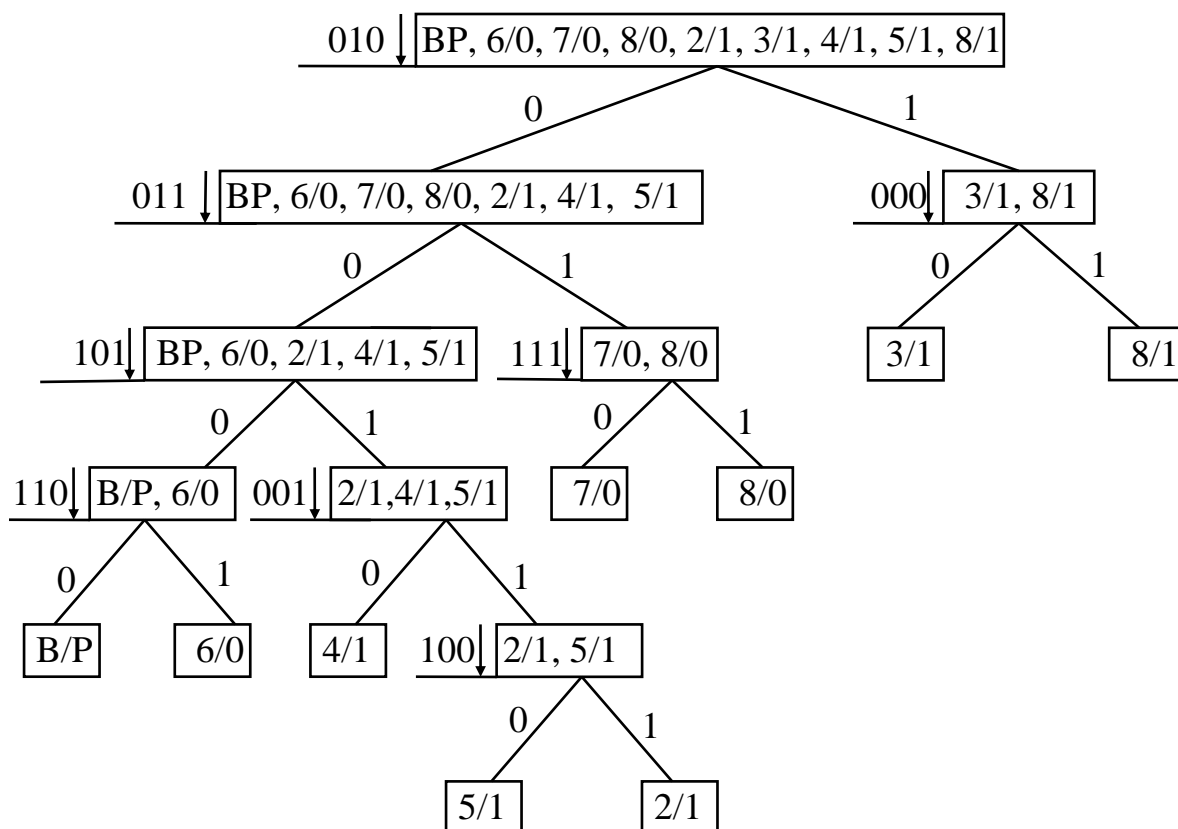 010 BP, 6/0, 7/0, 8/0, 2/1, 3/1, 4/1, 5/1, 8/1
0 1
011 BP, 6/0, 7/0, 8/0, 2/1, 4/1, 5/1 000 3/1, 8/1
0 1 0 1
101 BP, 6/0, 2/1, 4/1, 5/1 111 7/0, 8/0 3/1 8/1
0 1 0 1
110 B/P, 6/0 001 2/1,4/1,5/1 7/0 8/0
0 1 0 1
B/P 6/0 4/1 100 2/1, 5/1
0 1
5/1 2/1